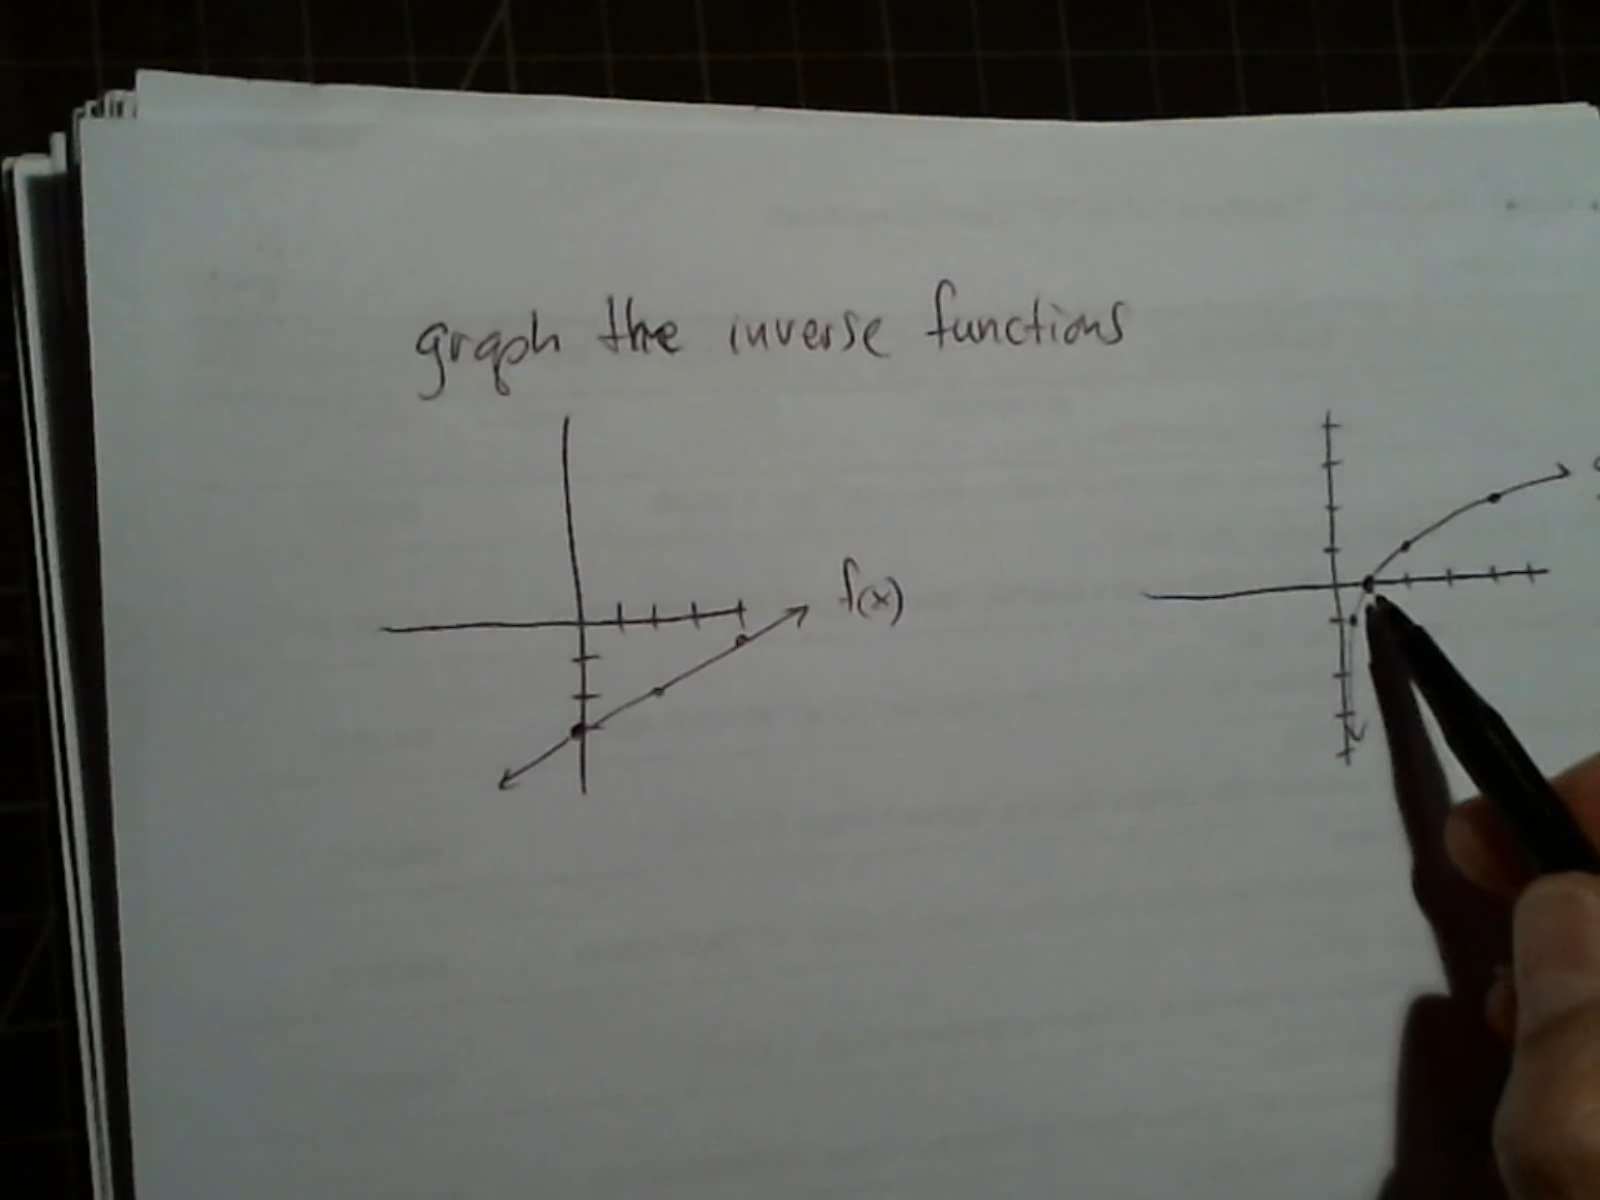 graph the inverse functions
f(x)